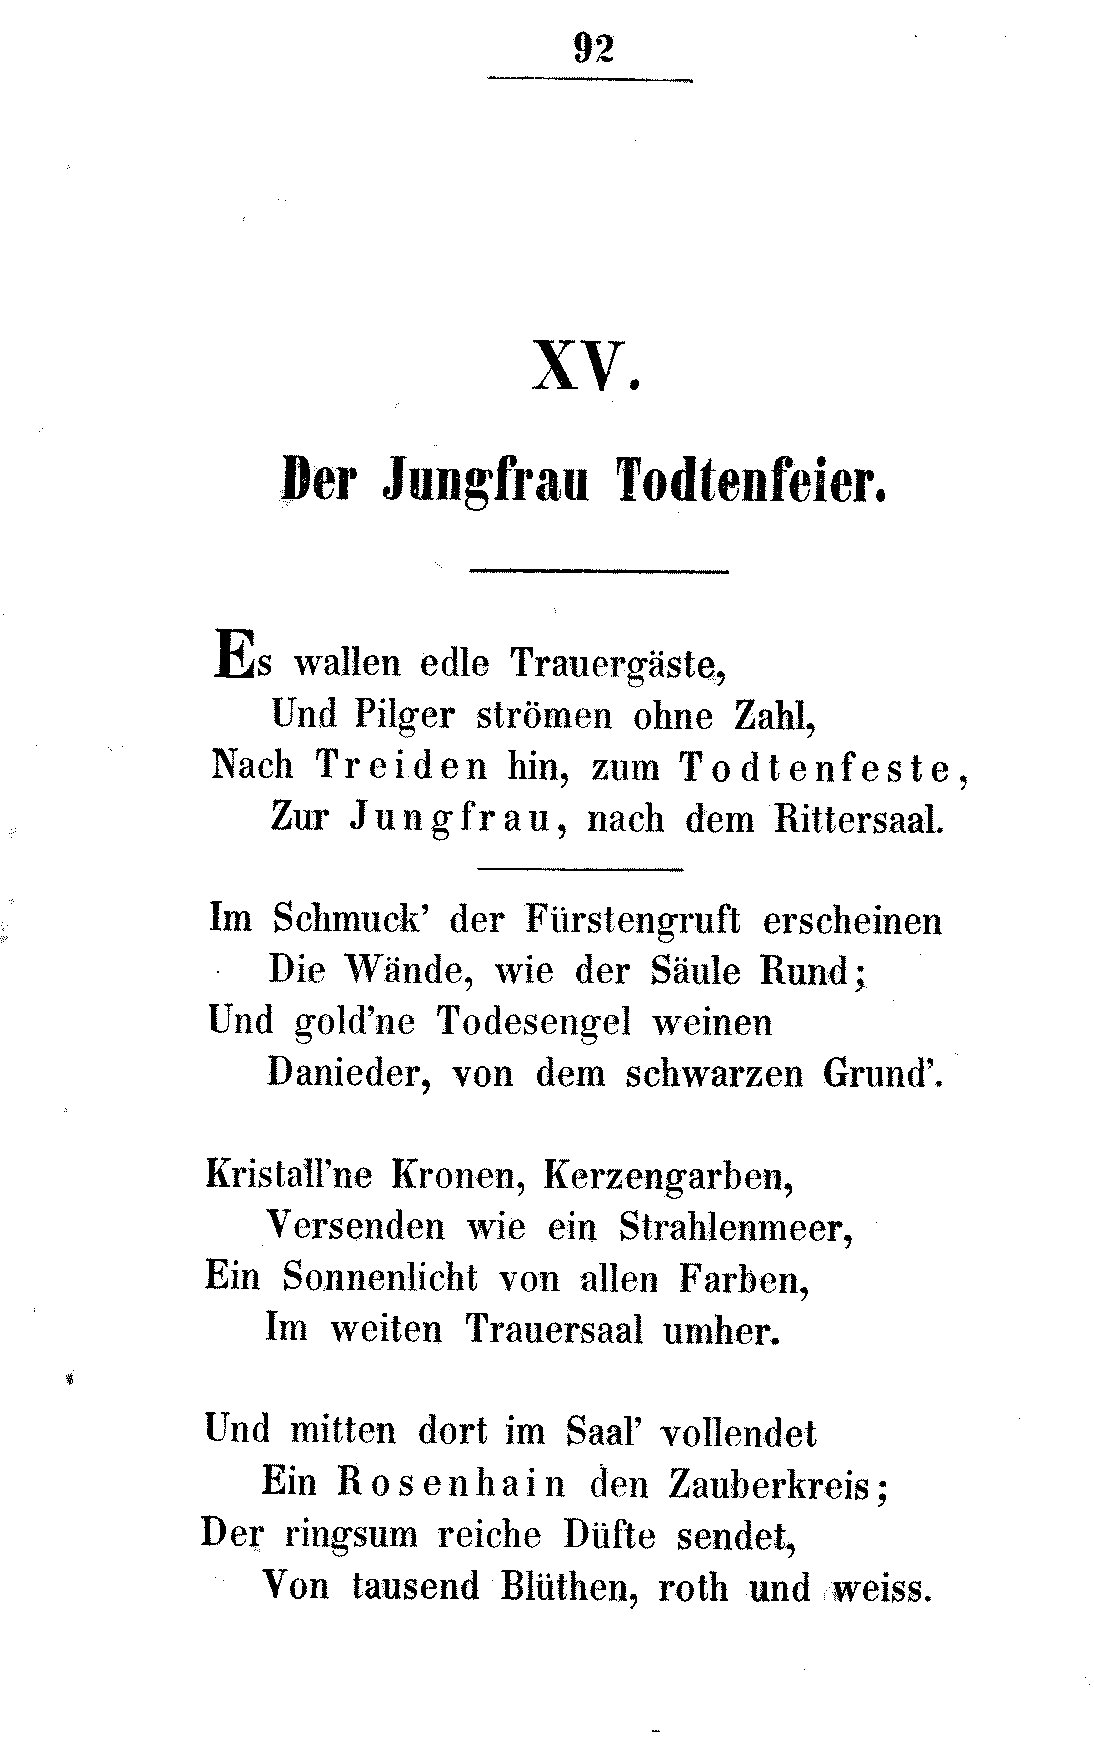 92
XV.
Der Jungfrau Todtenfeier.
Es wallen edle Trauergäste,
Und Pilger strömen ohne Zahl,
Nach Treiden hin, zum Todtenfeste,
Zur Jungfrau, nach dem Rittersaal.
Im Schmuck' der Fürstengruft erscheinen
Die Wände, wie der Säule Rund;
Und gold'ne Todesengel weinen
Danieder, von dem schwarzen Grund'.
Kristall'ne Kronen, Kerzengarben,
Versenden wie ein Strahlenmeer,
Ein Sonnenlicht von allen Farben,
Im weiten Trauersaal umher.
Und mitten dort im Saal' vollendet
Ein Rosenhain den Zauberkreis;
Der ringsum reiche Düfte sendet,
Von tausend Blüthen, roth und weiss.